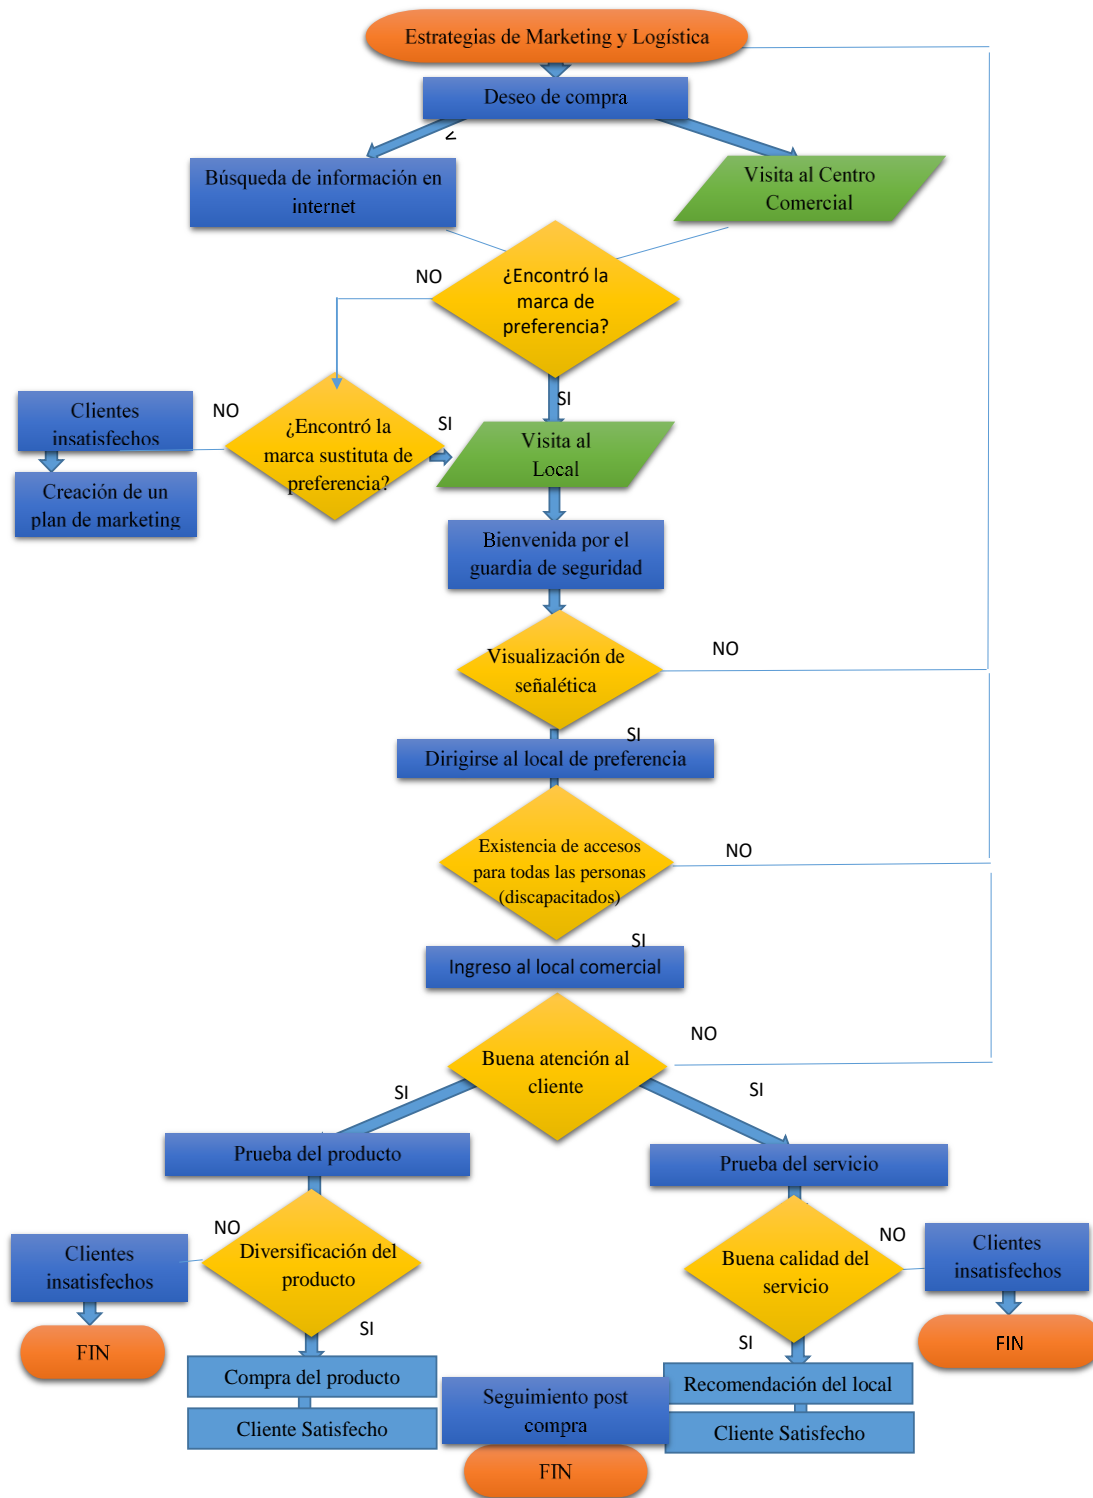 Estrategias de Marketing y Logística
Deseo de compra
Búsqueda de información en
internet
Visita al Centro
Comercial
NO
¿Encontró la
marca de
preferencia?
SI
Clientes
insatisfechos
NO
¿Encontró la
marca sustituta de
preferencia?
SI
Visita al
Local
Creación de un
plan de marketing
Bienvenida por el
guardia de seguridad
Visualización de
señalética
NO
SI
Dirigirse al local de preferencia
Existencia de accesos
para todas las personas
(discapacitados)
NO
SI
Ingreso al local comercial
NO
Buena atención al
cliente
SI
SI
Prueba del producto
Prueba del servicio
NO
Clientes
insatisfechos
Diversificación del
producto
Buena calidad del
servicio
NO
Clientes
insatisfechos
FIN
SI
SI
FIN
Compra del producto
Cliente Satisfecho
Seguimiento post
compra
Recomendación del local
Cliente Satisfecho
FIN